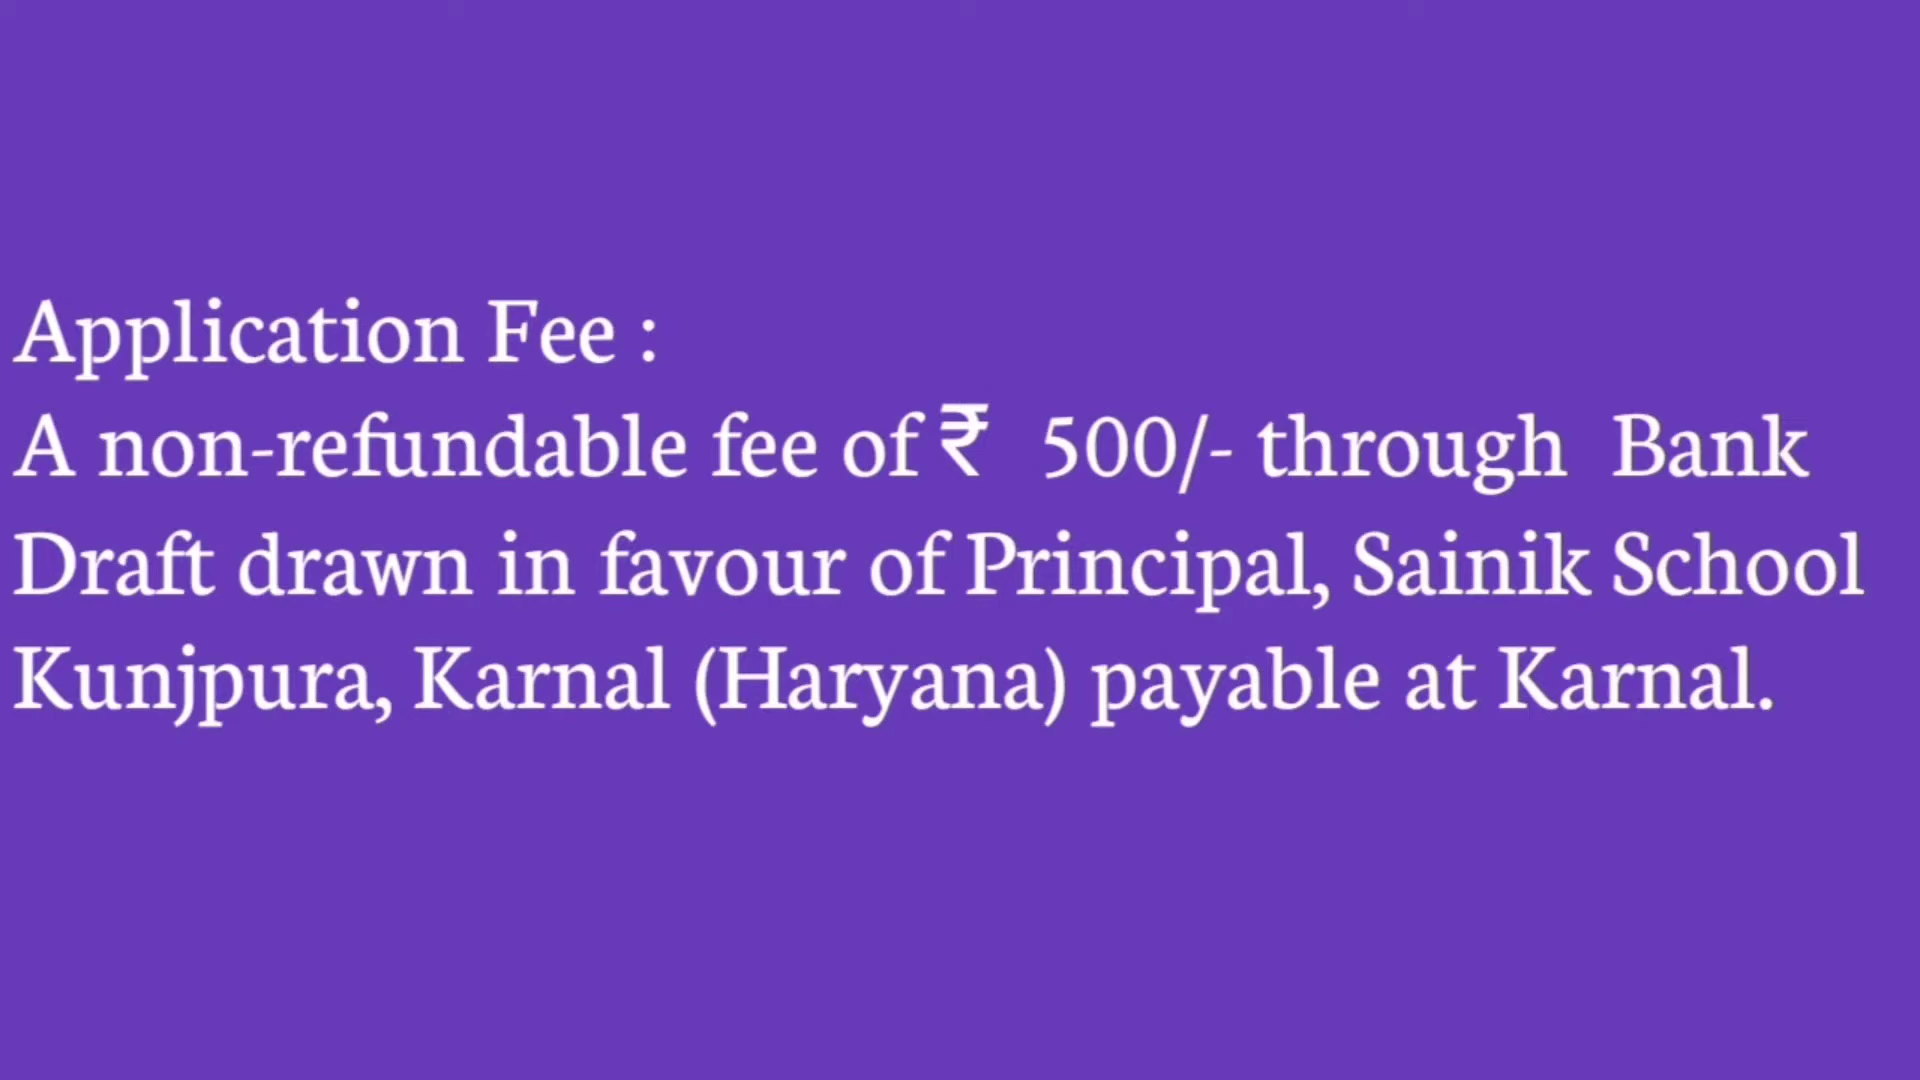 Application Fee :
A non-refundable fee of ₹ 500/- through Bank
Draft drawn in favour of Principal, Sainik School
Kunjpura, Karnal (Haryana) payable at Karnal.